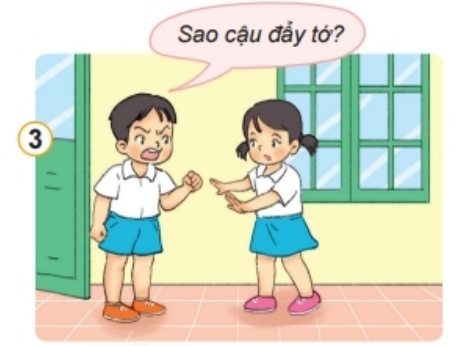 Sao cậu đẩy tớ?
3